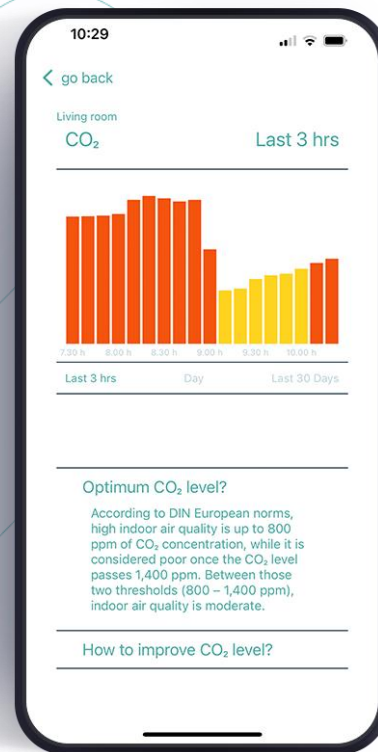 10:29
go back
Living room
CO₂ Last 3 hrs
7.30 h 8.00 h 8.30 h 9.00 h 9.30 h 10.00 h
Last 3 hrs Day Last 30 Days
Optimum CO₂ level?
According to DIN European norms,
high indoor air quality is up to 800
ppm of CO₂ concentration, while it is
considered poor once the CO₂ level
passes 1,400 ppm. Between those
two thresholds (800 – 1,400 ppm),
indoor air quality is moderate.
How to improve CO₂ level?